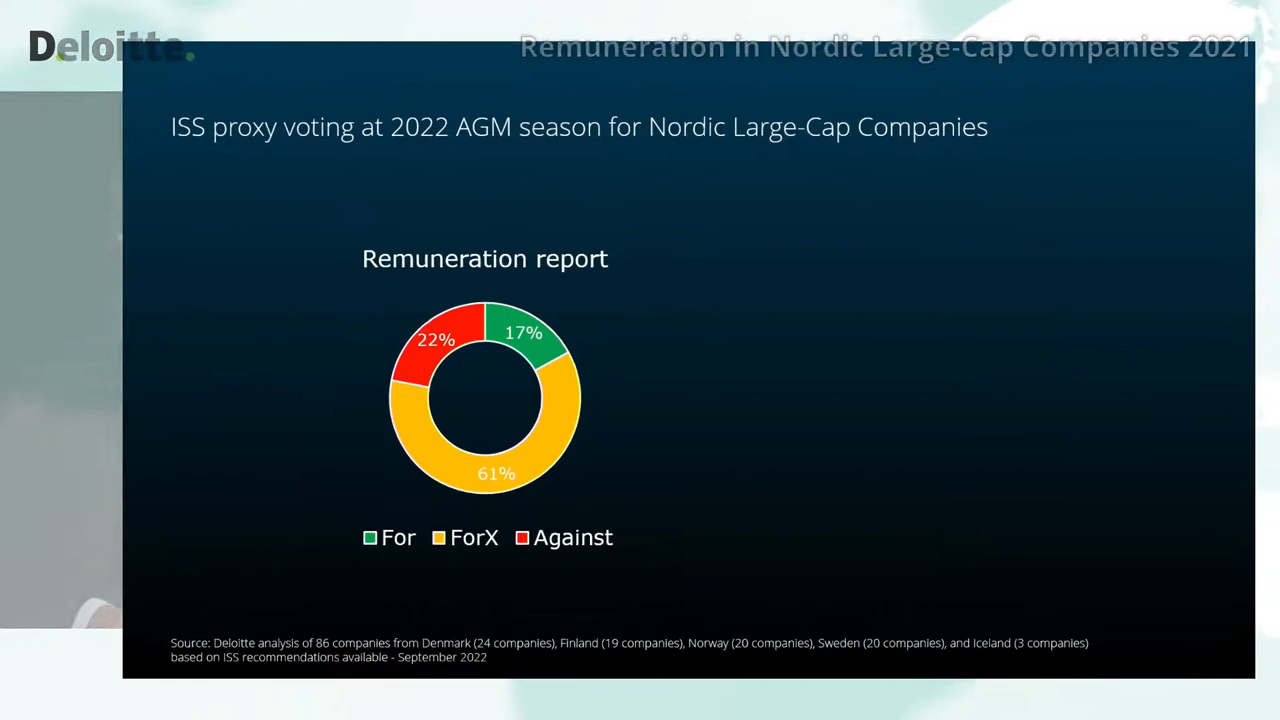 Deloitte.
Remuneration in Nordic Large-Cap Companies 2021
ISS proxy voting at 2022 AGM season for Nordic Large-Cap Companies
Remuneration report
22%
17%
61%
For ForX Against
Source: Deloitte analysis of 86 companies from Denmark (24 companies), Finland (19 companies), Norway (20 companies), Sweden (20 companies), and Iceland (3 companies)
based on ISS recommendations available - September 2022